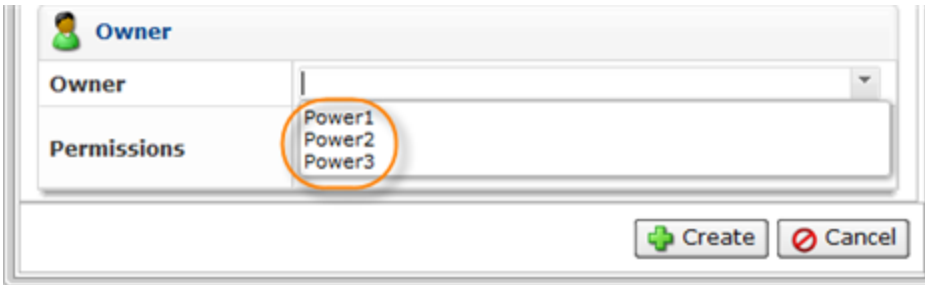 Owner
Owner
Power1
Power2
Permissions
Power3
Create
Cancel